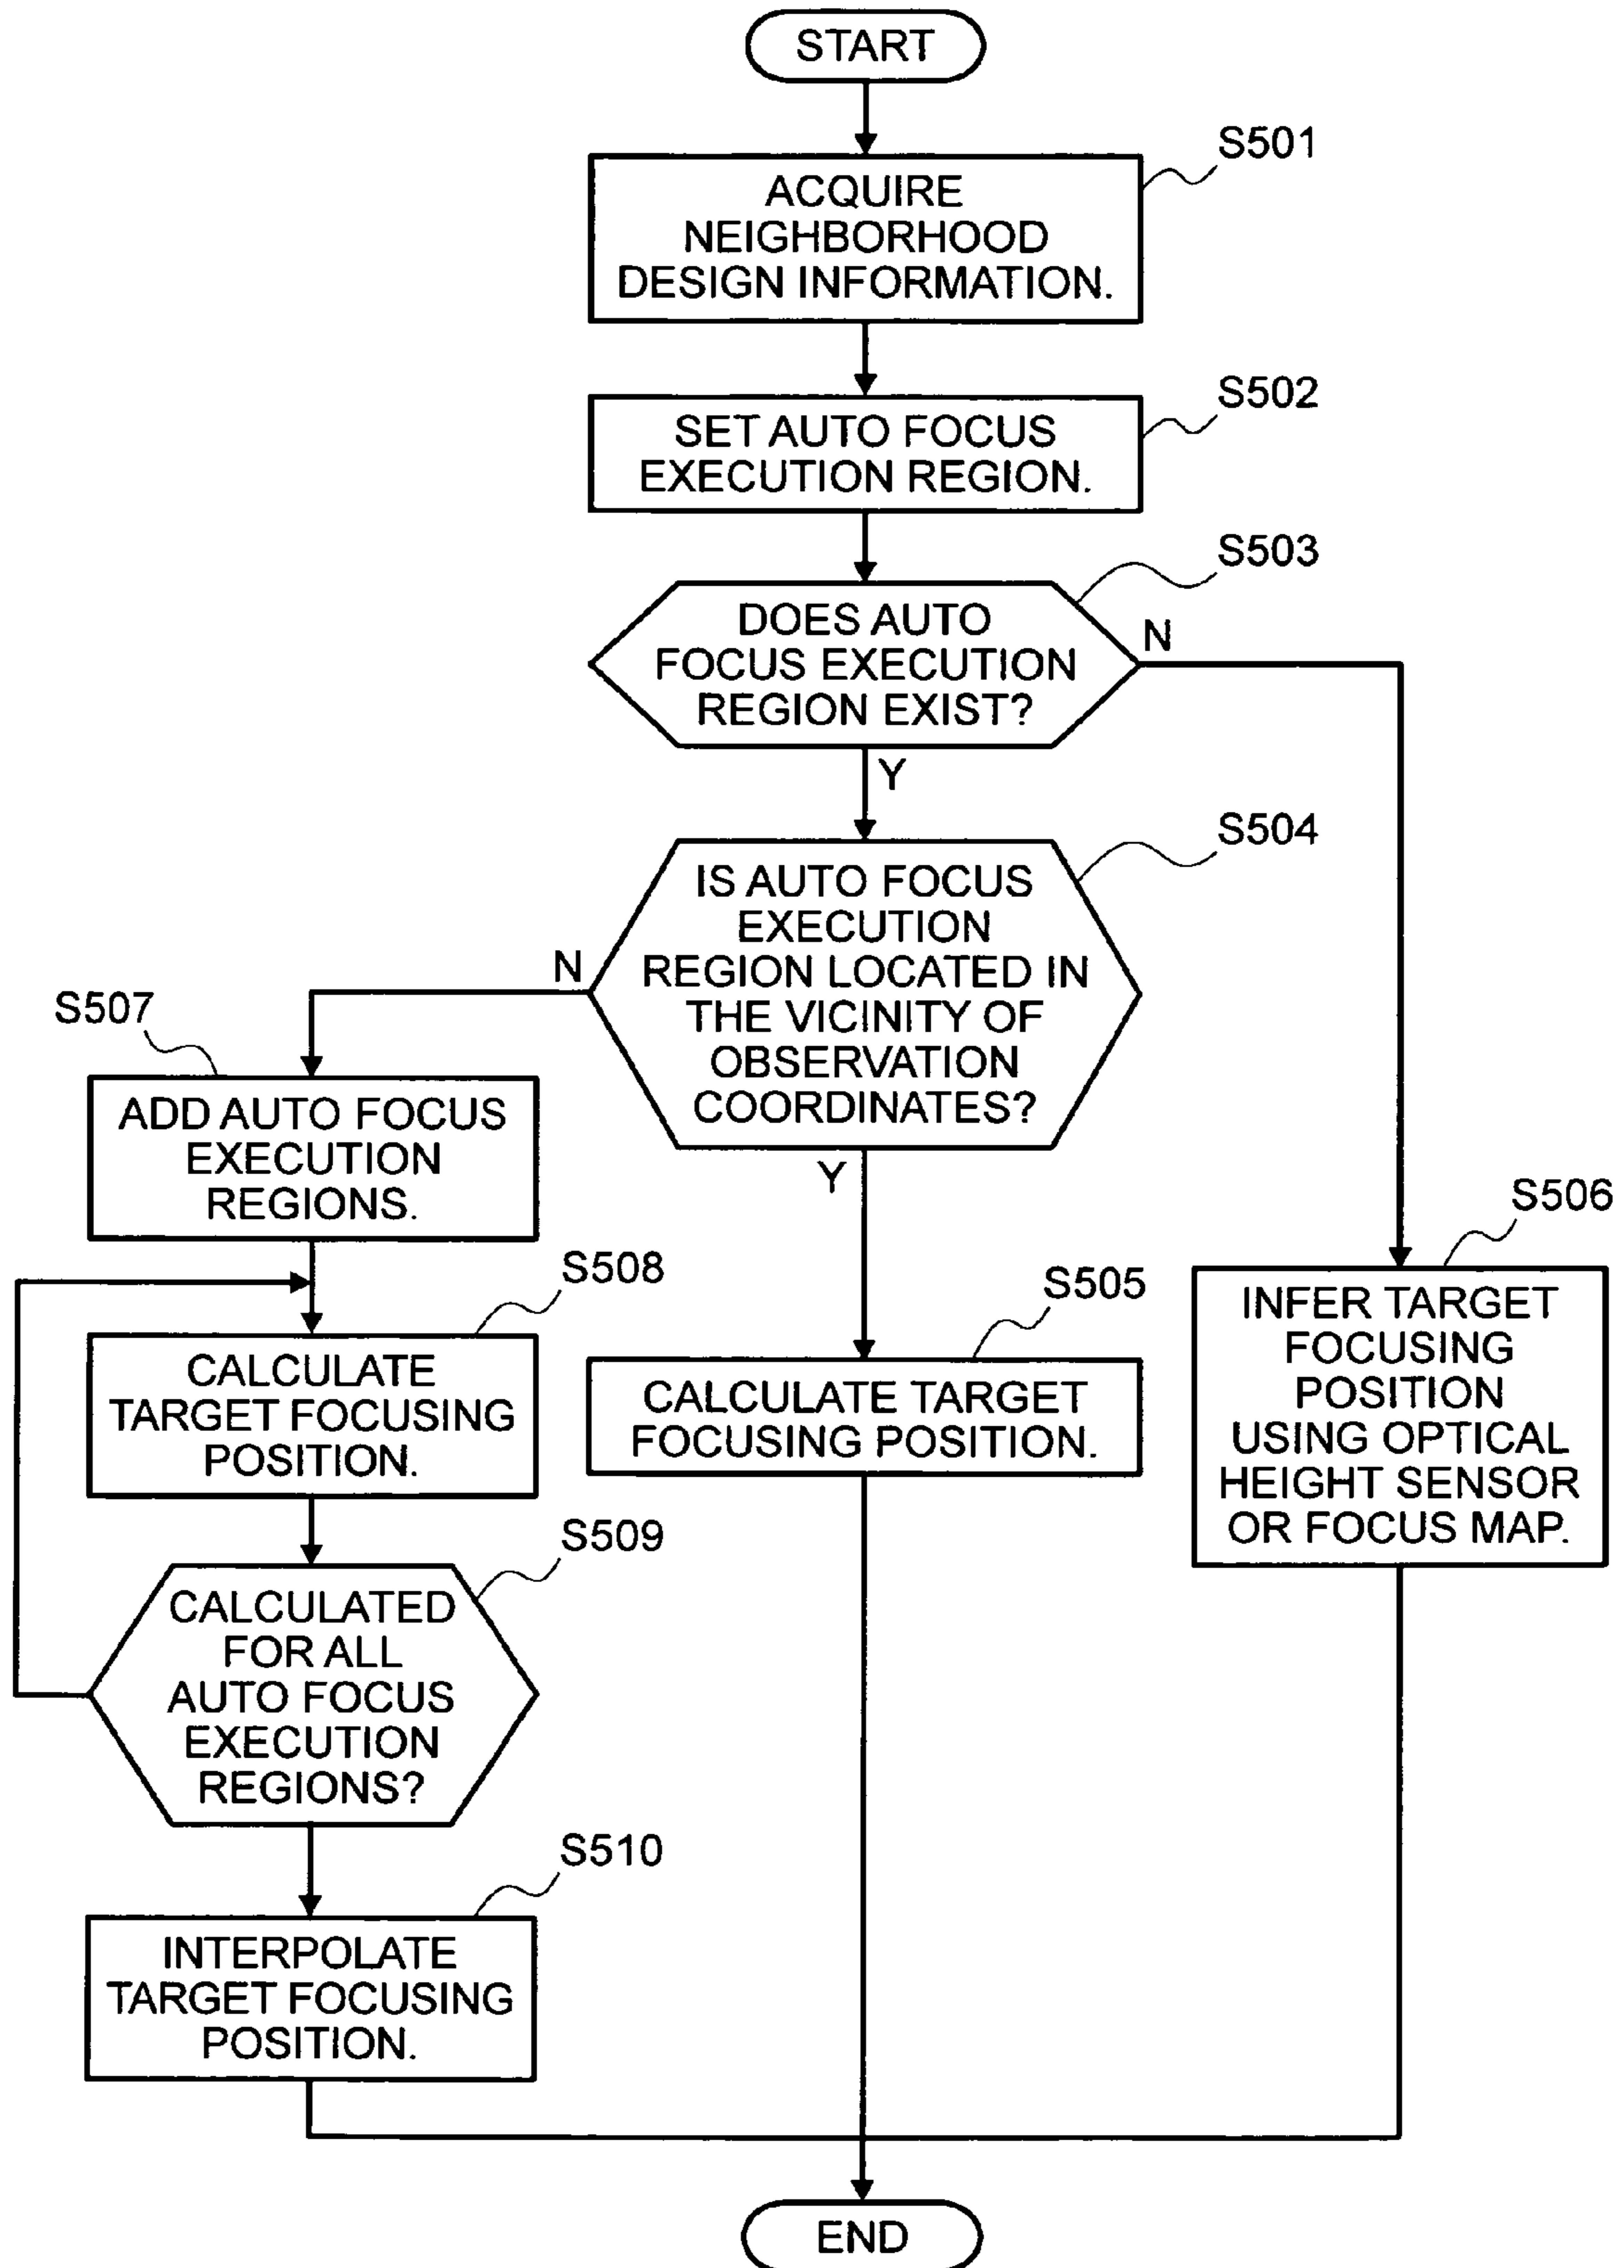 START
S501
ACQUIRE
NEIGHBORHOOD
DESIGN INFORMATION.
S502
SET AUTO FOCUS
EXECUTION REGION.
S503
DOES AUTO
FOCUS EXECUTION
REGION EXIST?
N
Y
S504
IS AUTO FOCUS
EXECUTION
REGION LOCATED IN
THE VICINITY OF
OBSERVATION
COORDINATES?
N
Y
S507
ADD AUTO FOCUS
EXECUTION
REGIONS.
S508
CALCULATE
TARGET FOCUSING
POSITION.
S505
CALCULATE TARGET
FOCUSING POSITION.
S506
INFER TARGET
FOCUSING
POSITION
USING OPTICAL
HEIGHT SENSOR
OR FOCUS MAP.
S509
CALCULATED
FOR ALL
AUTO FOCUS
EXECUTION
REGIONS?
S510
INTERPOLATE
TARGET FOCUSING
POSITION.
END